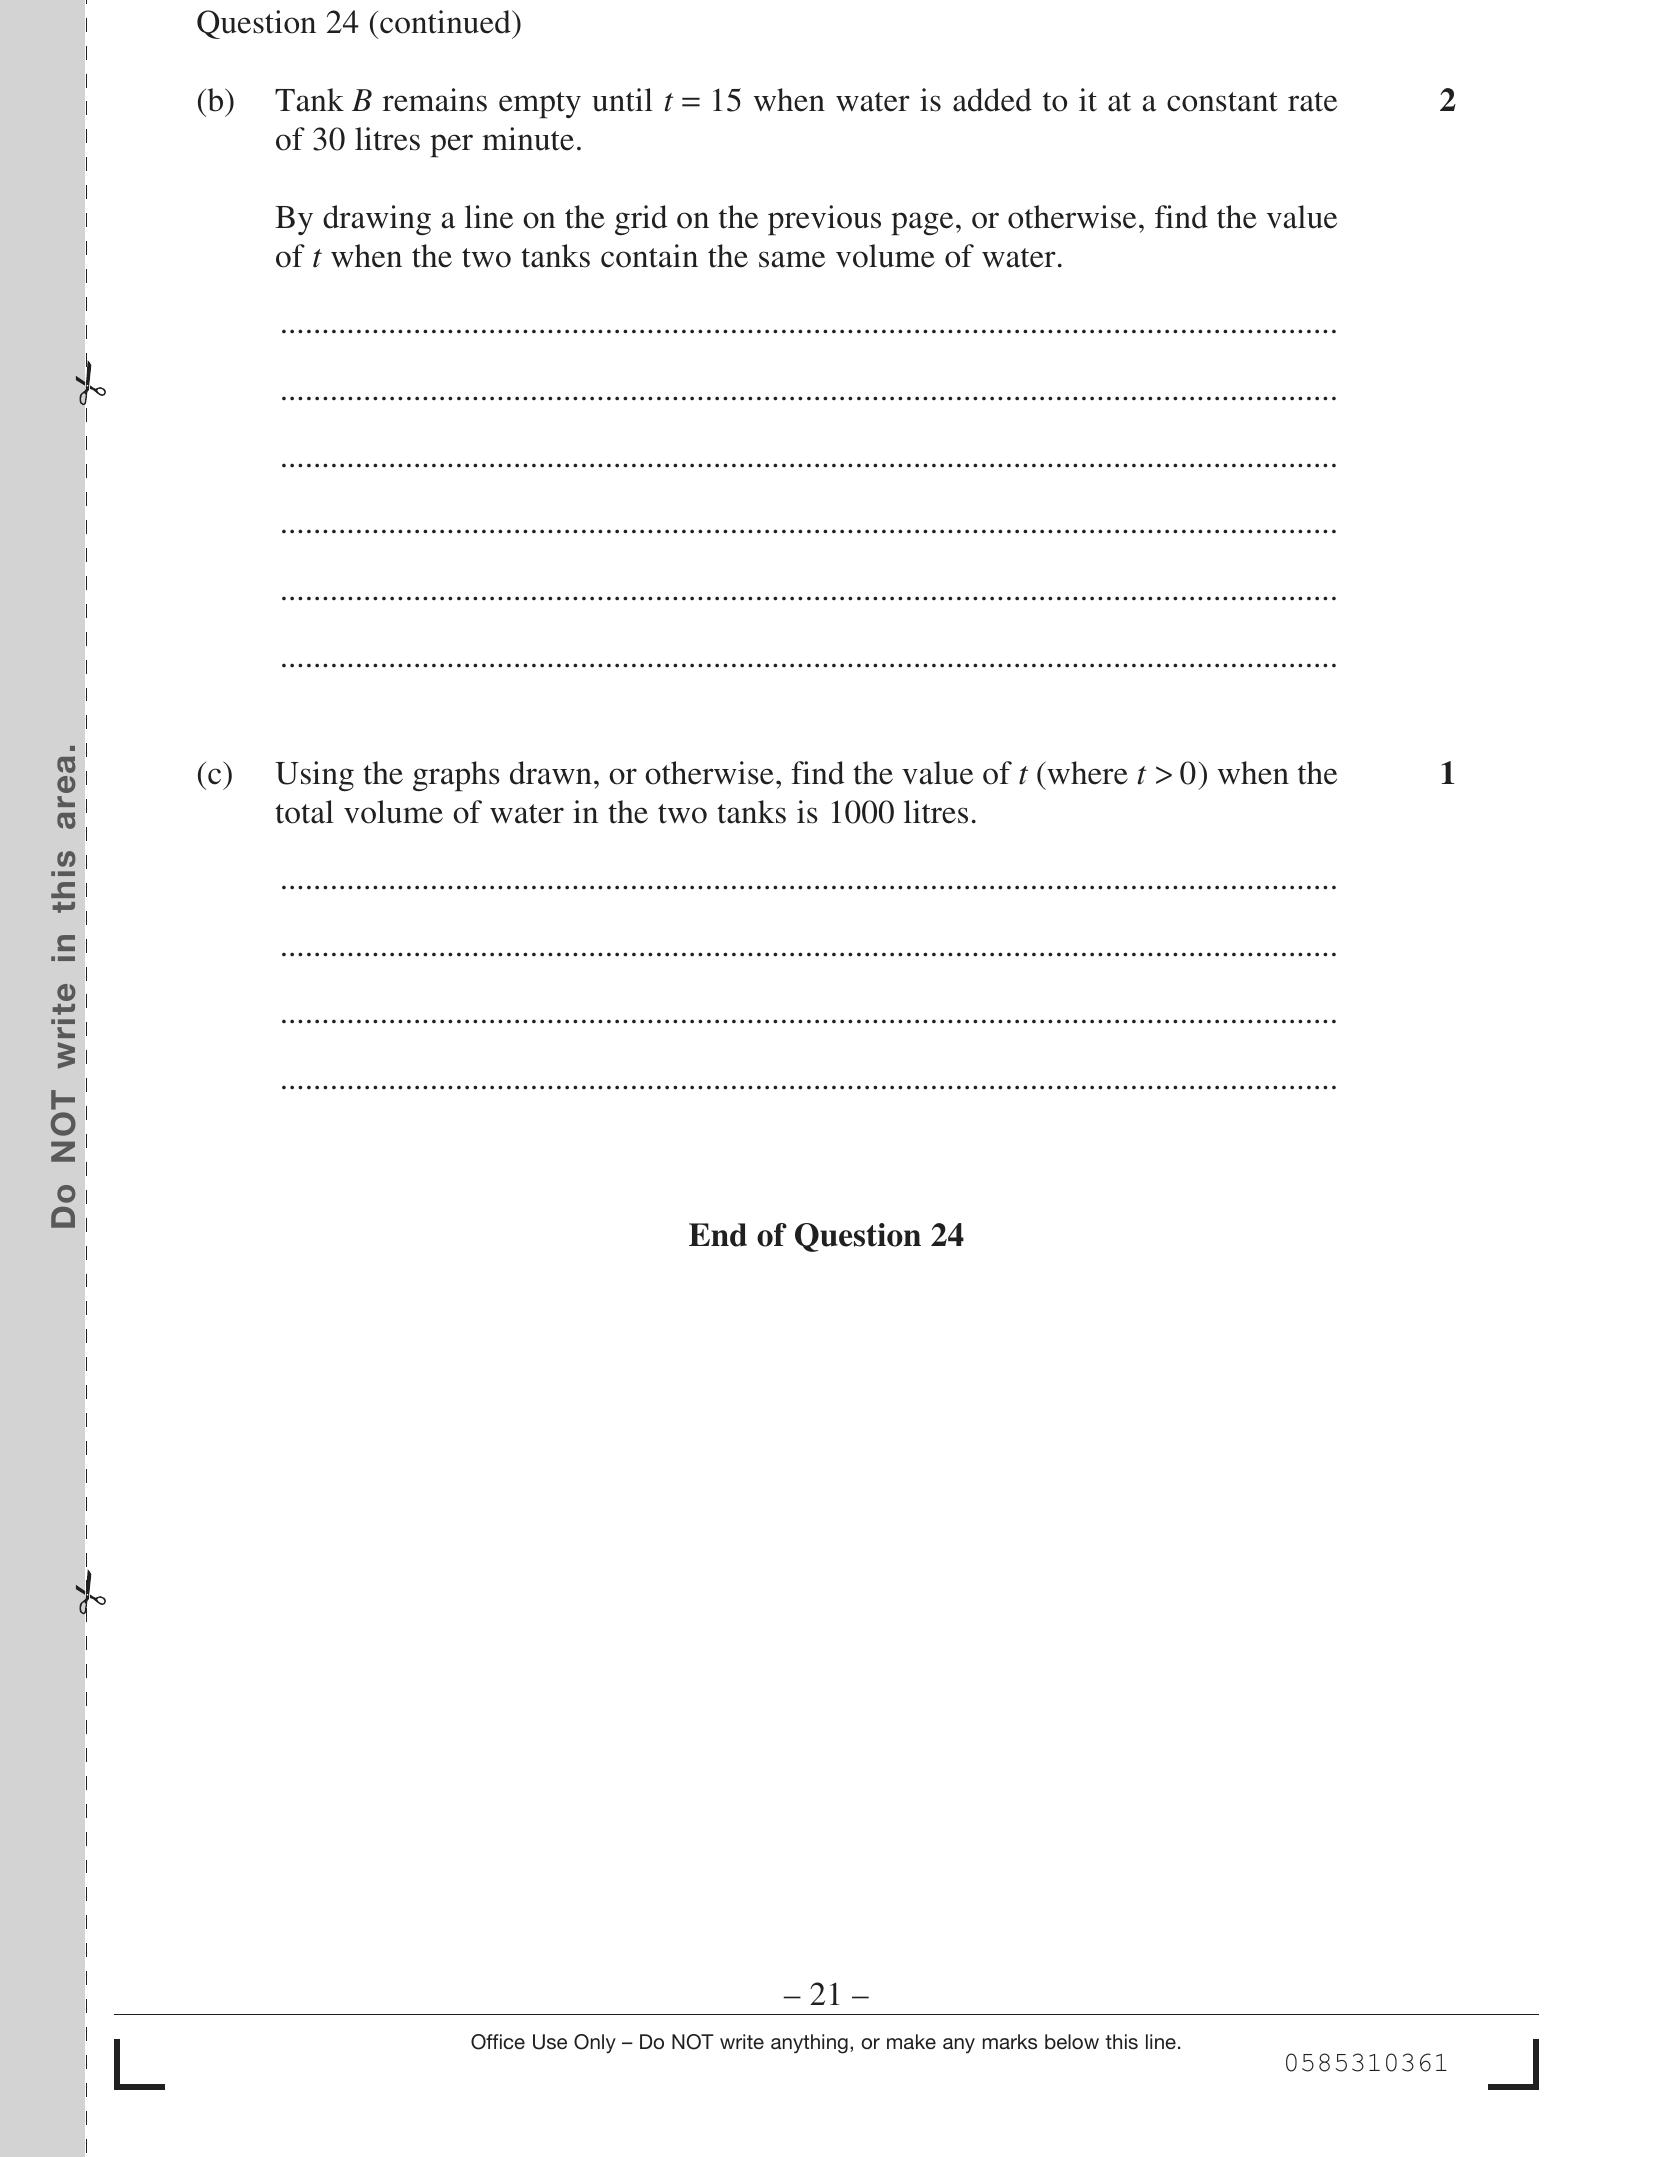 Question 24 (continued)
(b) Tank B remains empty until t = 15 when water is added to it at a constant rate 2
of 30 litres per minute.
By drawing a line on the grid on the previous page, or otherwise, find the value
of t when the two tanks contain the same volume of water.
(c) Using the graphs drawn, or otherwise, find the value of t (where t > 0) when the 1
total volume of water in the two tanks is 1000 litres.
End of Question 24
Do NOT write in this area.
– 21 –
Office Use Only – Do NOT write anything, or make any marks below this line.
0585310361